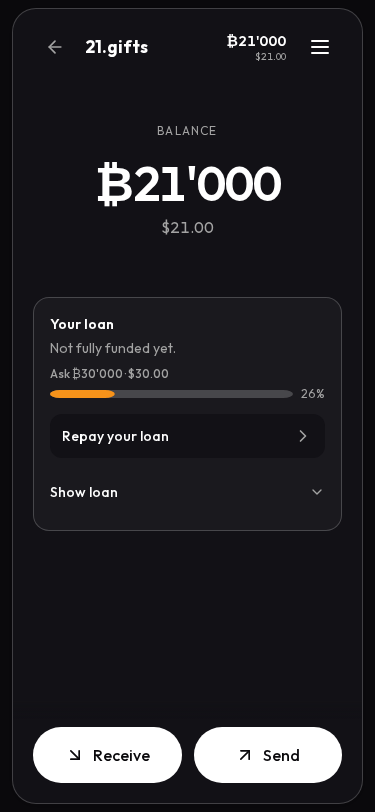 21.gifts
₿21'000
$21.00
BALANCE
₿21'000
$21.00
Your loan
Not fully funded yet.
Ask ₿30'000 · $30.00
26%
Repay your loan
Show loan
Receive
Send